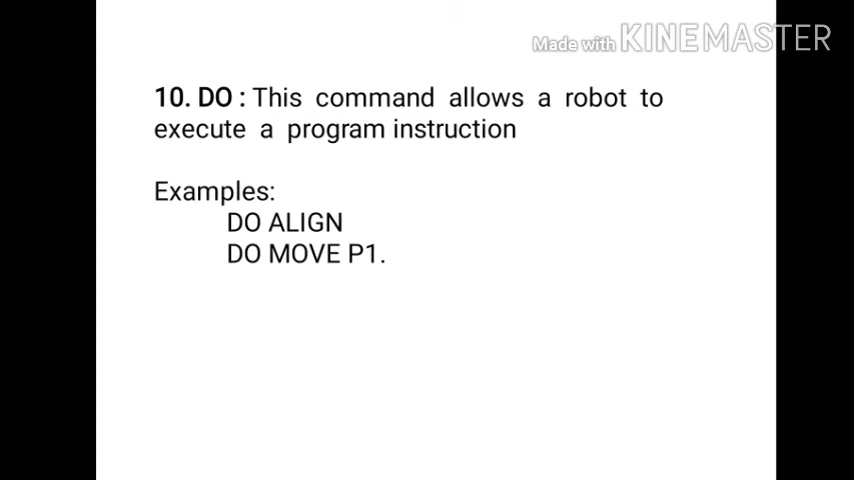 Made with KINEMASTER
10. DO : This command allows a robot to
execute a program instruction
Examples:
DO ALIGN
DO MOVE P1.